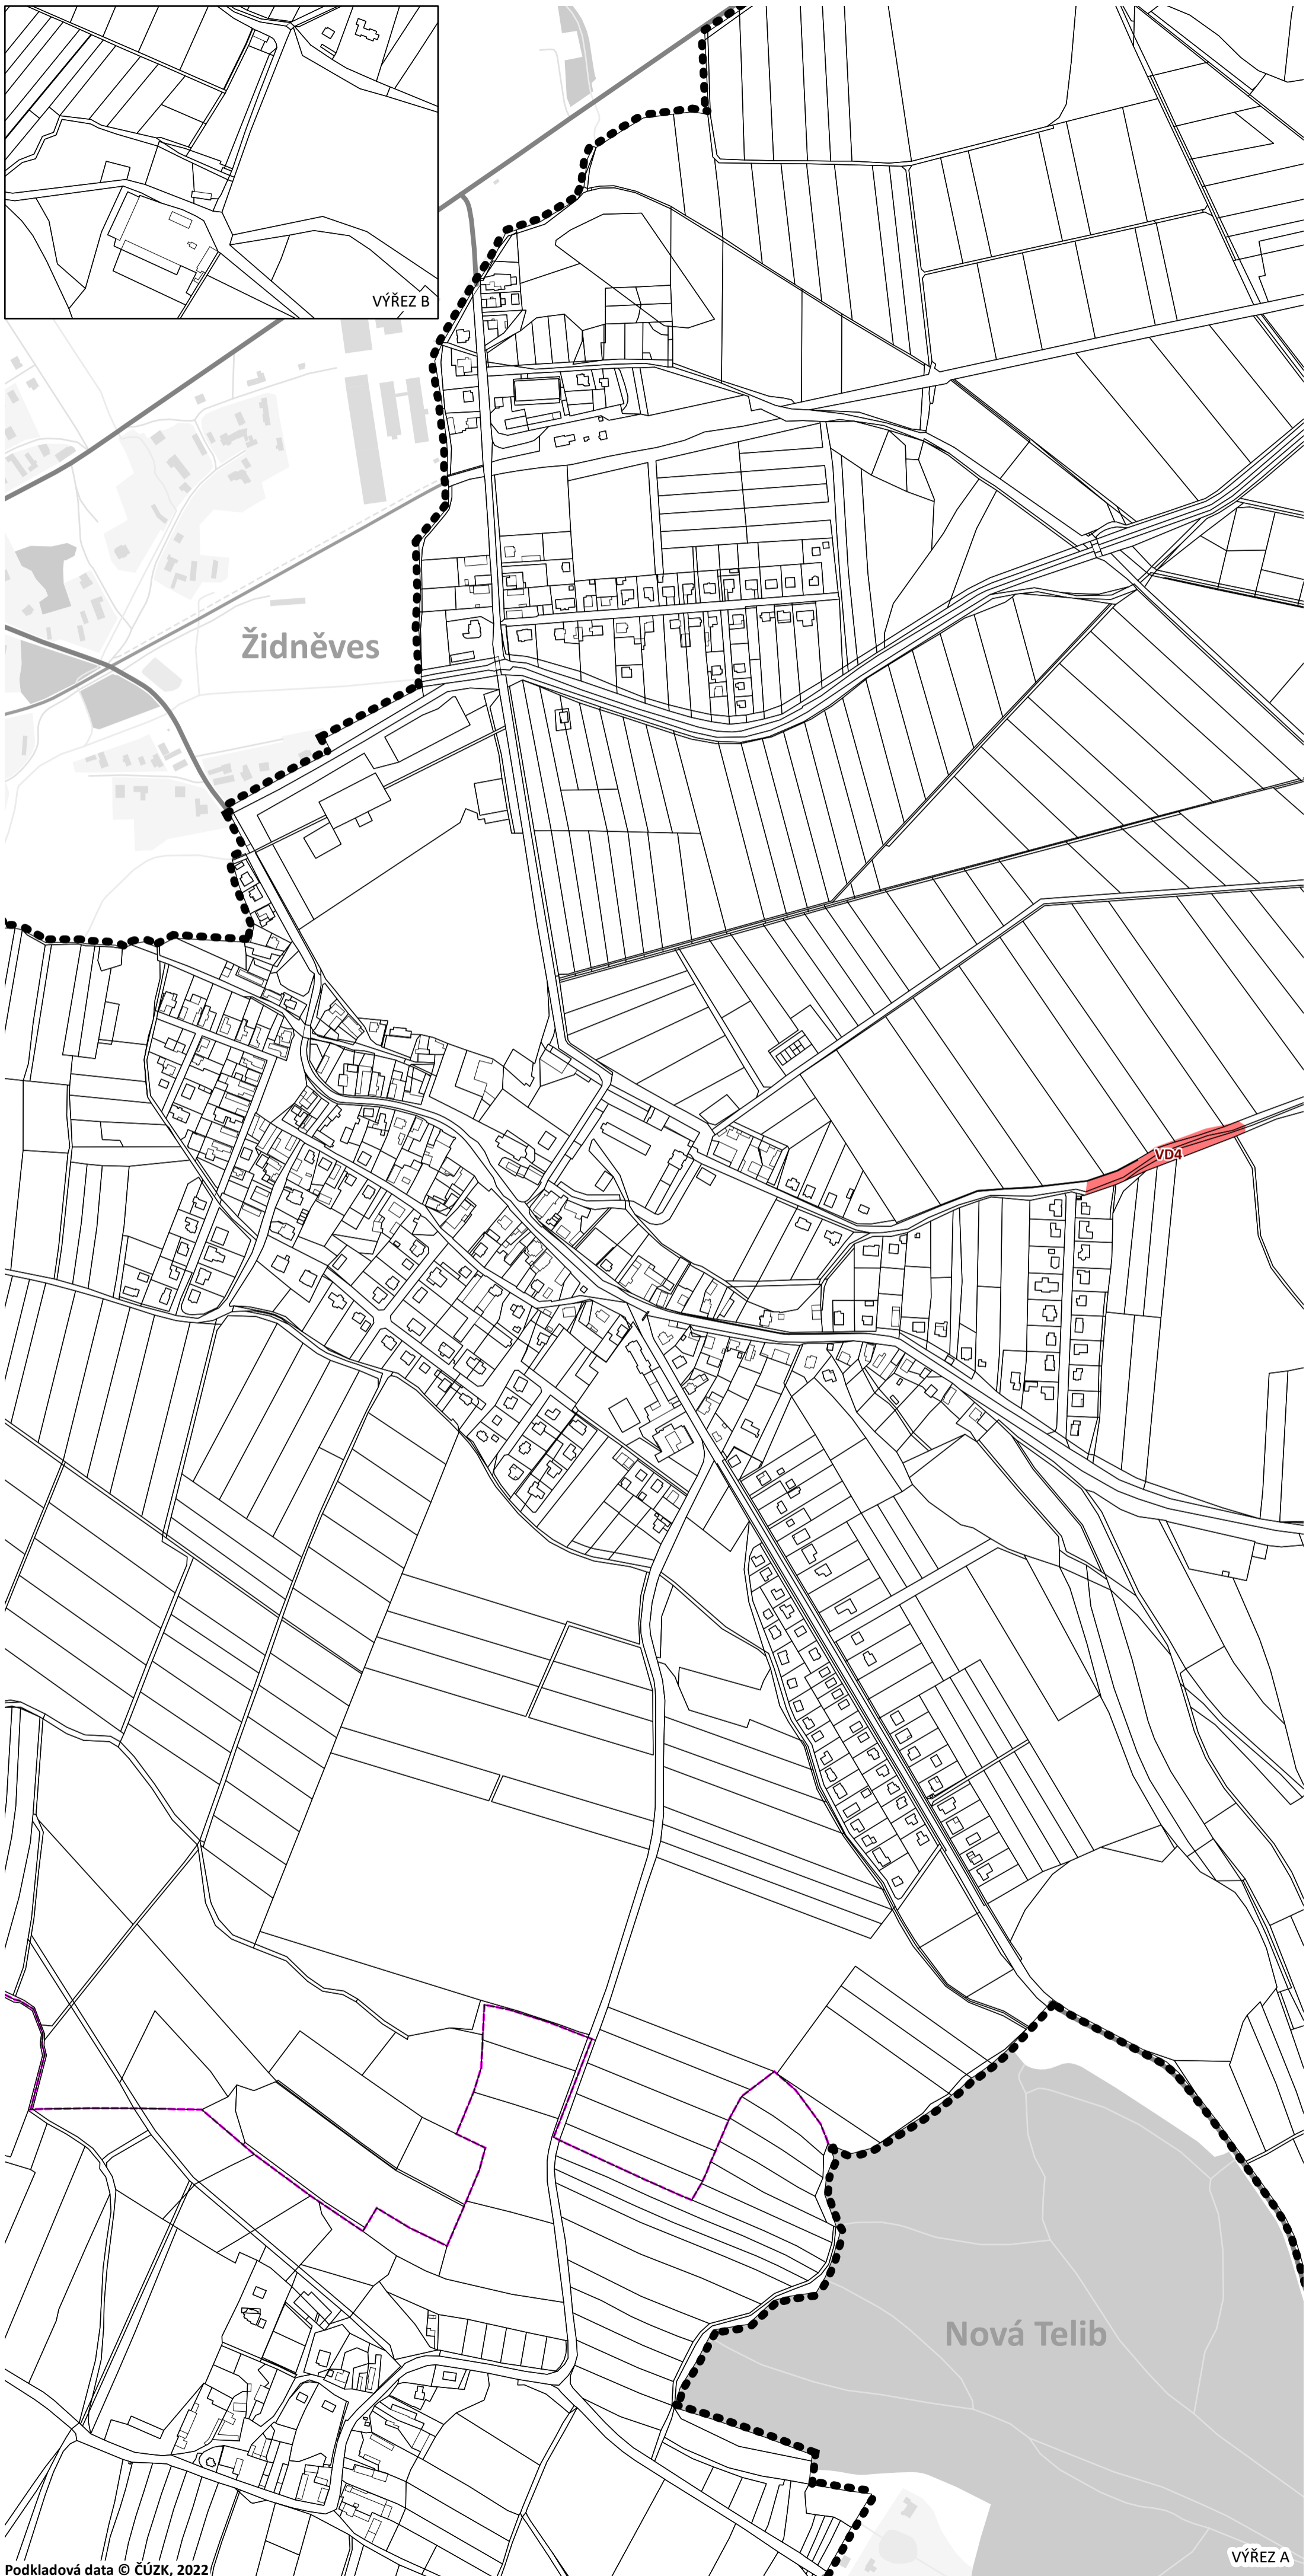 VÝŘEZ B
Židněves
VD4
Nová Telib
VÝŘEZ A
Podkladová data © ČÚZK, 2022